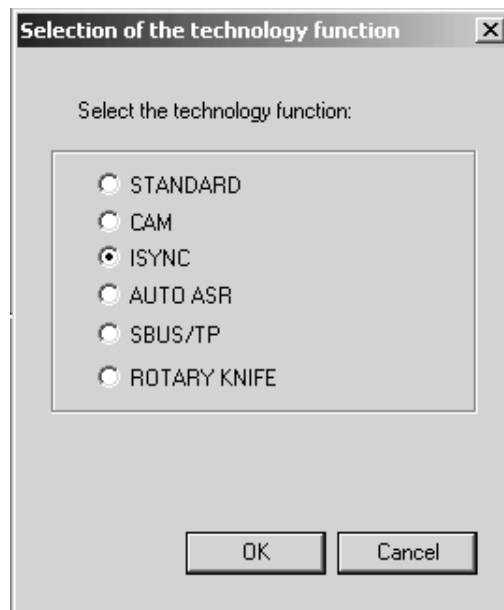 Selection of the technology function
Select the technology function:
STANDARD
CAM
ISYNC
AUTO ASR
SBUS/TP
ROTARY KNIFE
OK Cancel